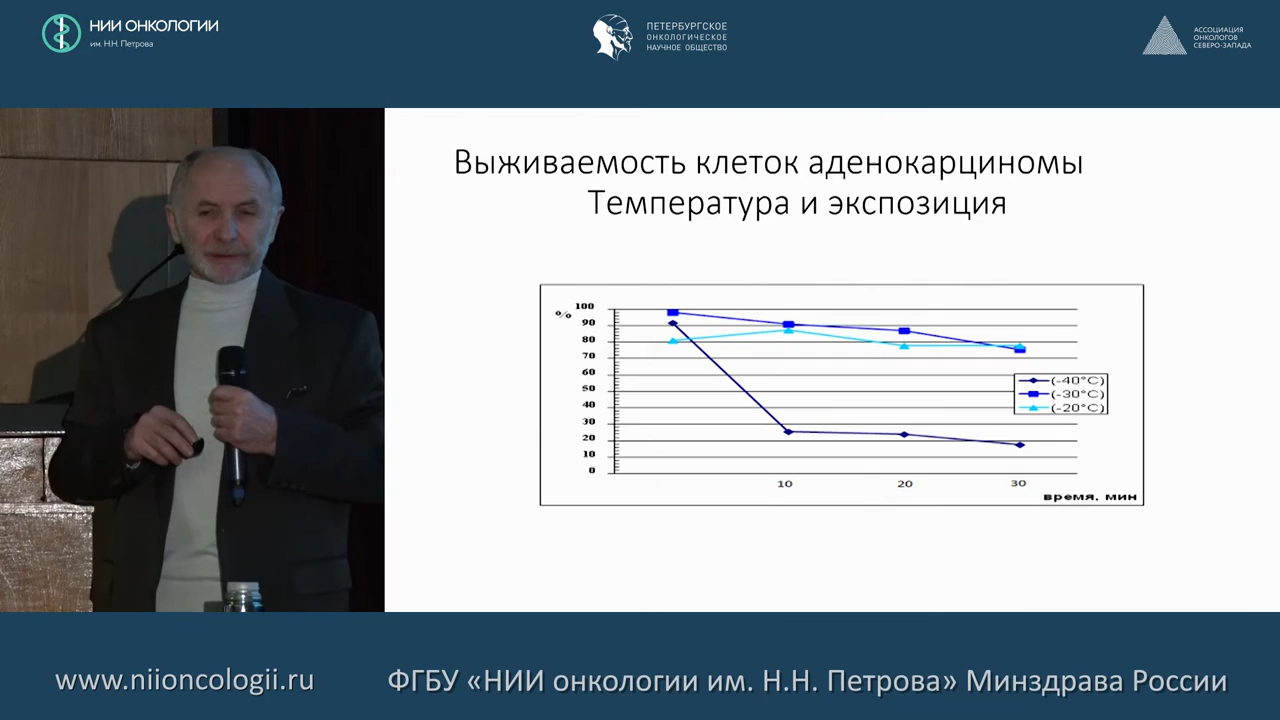 НИИ ОНКОЛОГИИ
им. Н.Н. Петрова
ПЕТЕРБУРГСКОЕ
ОНКОЛОГИЧЕСКОЕ
НАУЧНОЕ ОБЩЕСТВО
АССОЦИАЦИЯ
ОНКОЛОГОВ
СЕВЕРО-ЗАПАДА
Выживаемость клеток аденокарциномы
Температура и экспозиция
%
100
90
80
70
60
50
40
30
20
10
0
10 20 30
время, мин
(-40°C)
(-30°C)
(-20°C)
www.niioncologii.ru
ФГБУ «НИИ онкологии им. Н.Н. Петрова» Минздрава России